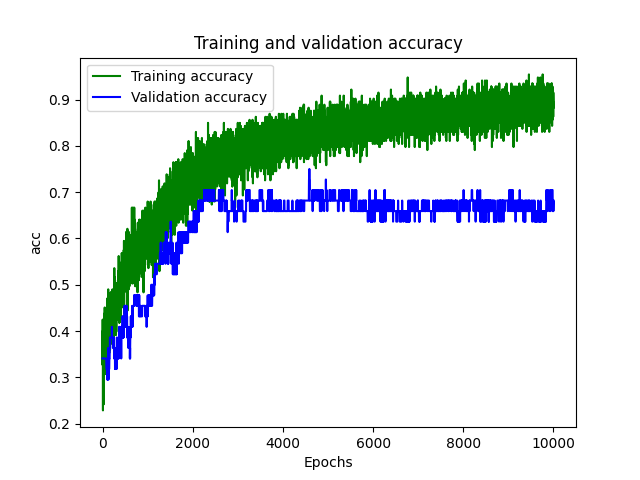 Training and validation accuracy
Training accuracy
Validation accuracy
acc
0.9
0.8
0.7
0.6
0.5
0.4
0.3
0.2
0 2000 4000 6000 8000 10000
Epochs